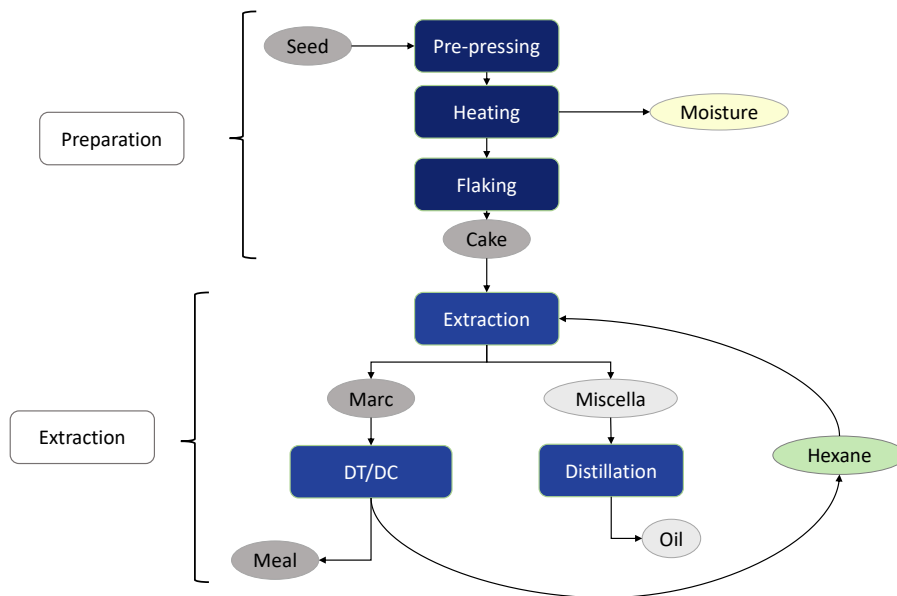 Seed
Pre-pressing
Heating
Moisture
Preparation
Flaking
Cake
Extraction
Marc
Miscella
Extraction
DT/DC
Distillation
Hexane
Meal
Oil